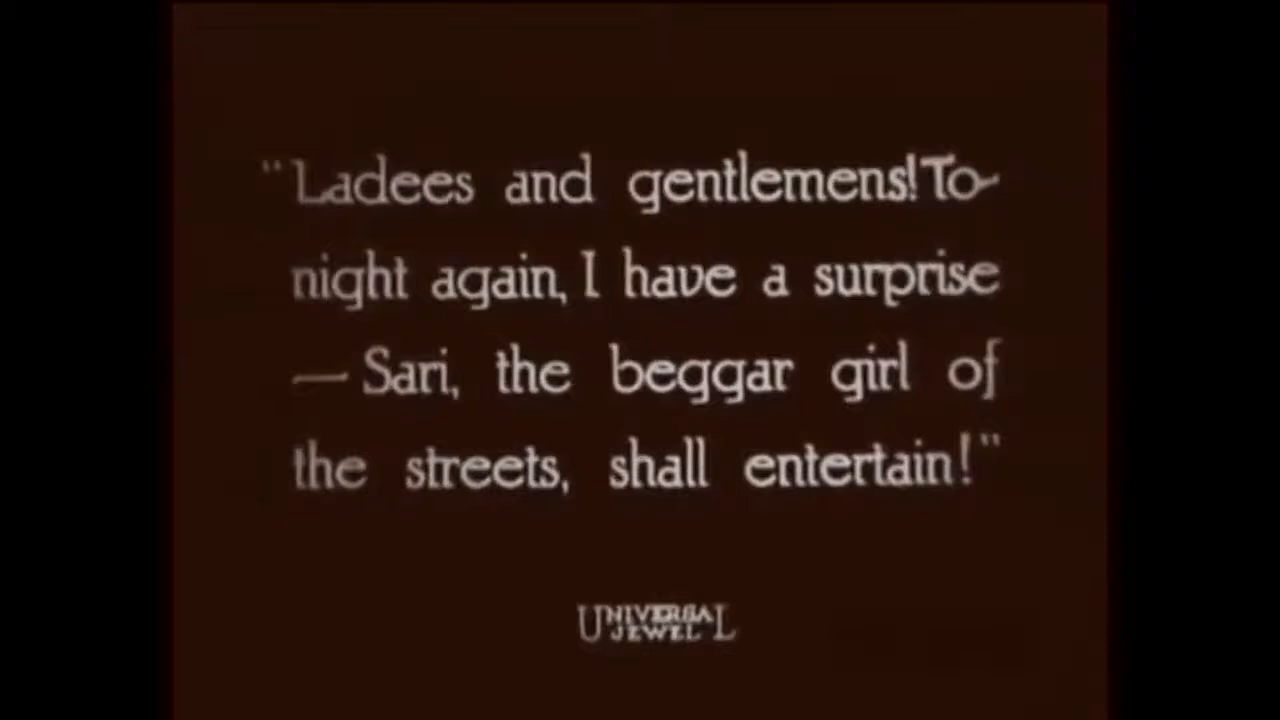 "Ladees and gentlemens! To-
night again, I have a surprise
— Sari, the beggar girl of
the streets, shall entertain!"
UNIVERSAL
JEWEL